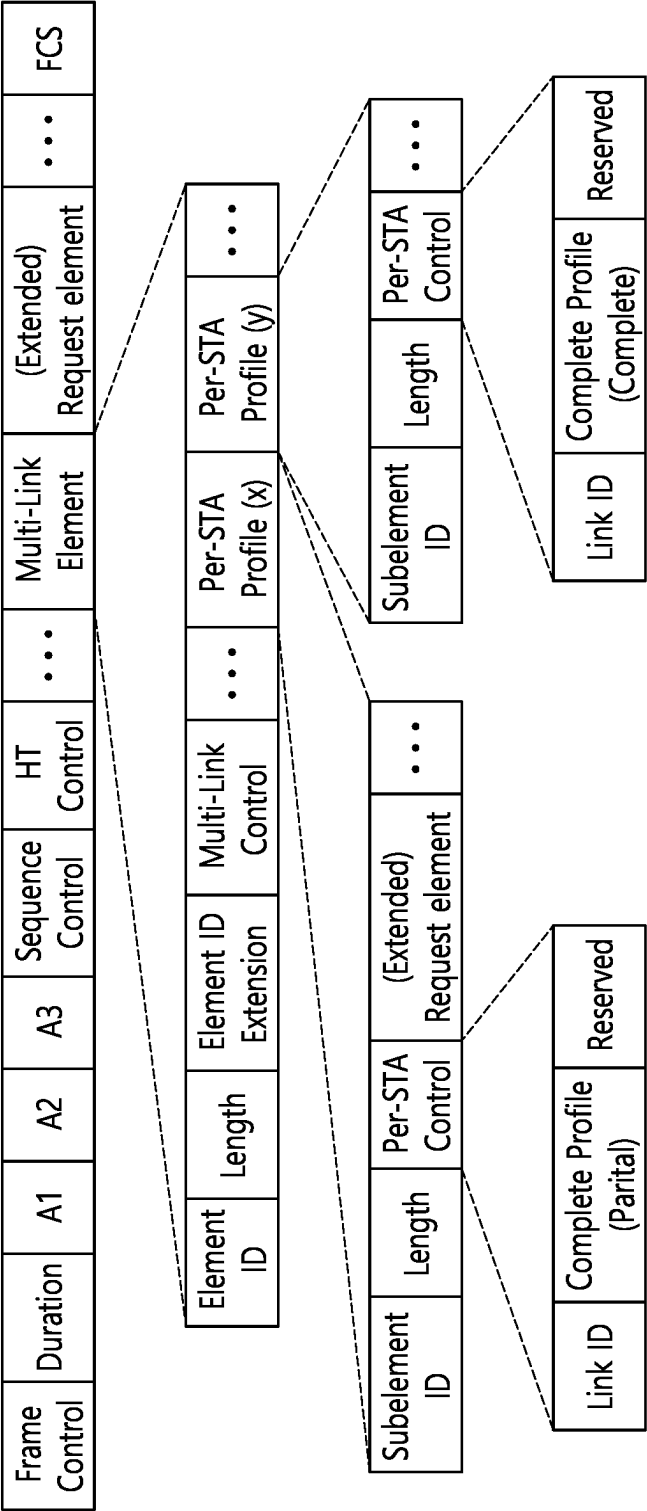 Frame
Control
Duration
A1
A2
A3
Sequence
Control
HT
Control
...
Multi-Link
Element
(Extended)
Request element
...
FCS
Element
ID
Length
Element ID
Extension
Multi-Link
Control
...
Per-STA
Profile (x)
Per-STA
Profile (y)
...
Subelement
ID
Length
Per-STA
Control
(Extended)
Request element
...
Subelement
ID
Length
Per-STA
Control
...
Link ID
Complete Profile
(Parital)
Reserved
Link ID
Complete Profile
(Complete)
Reserved